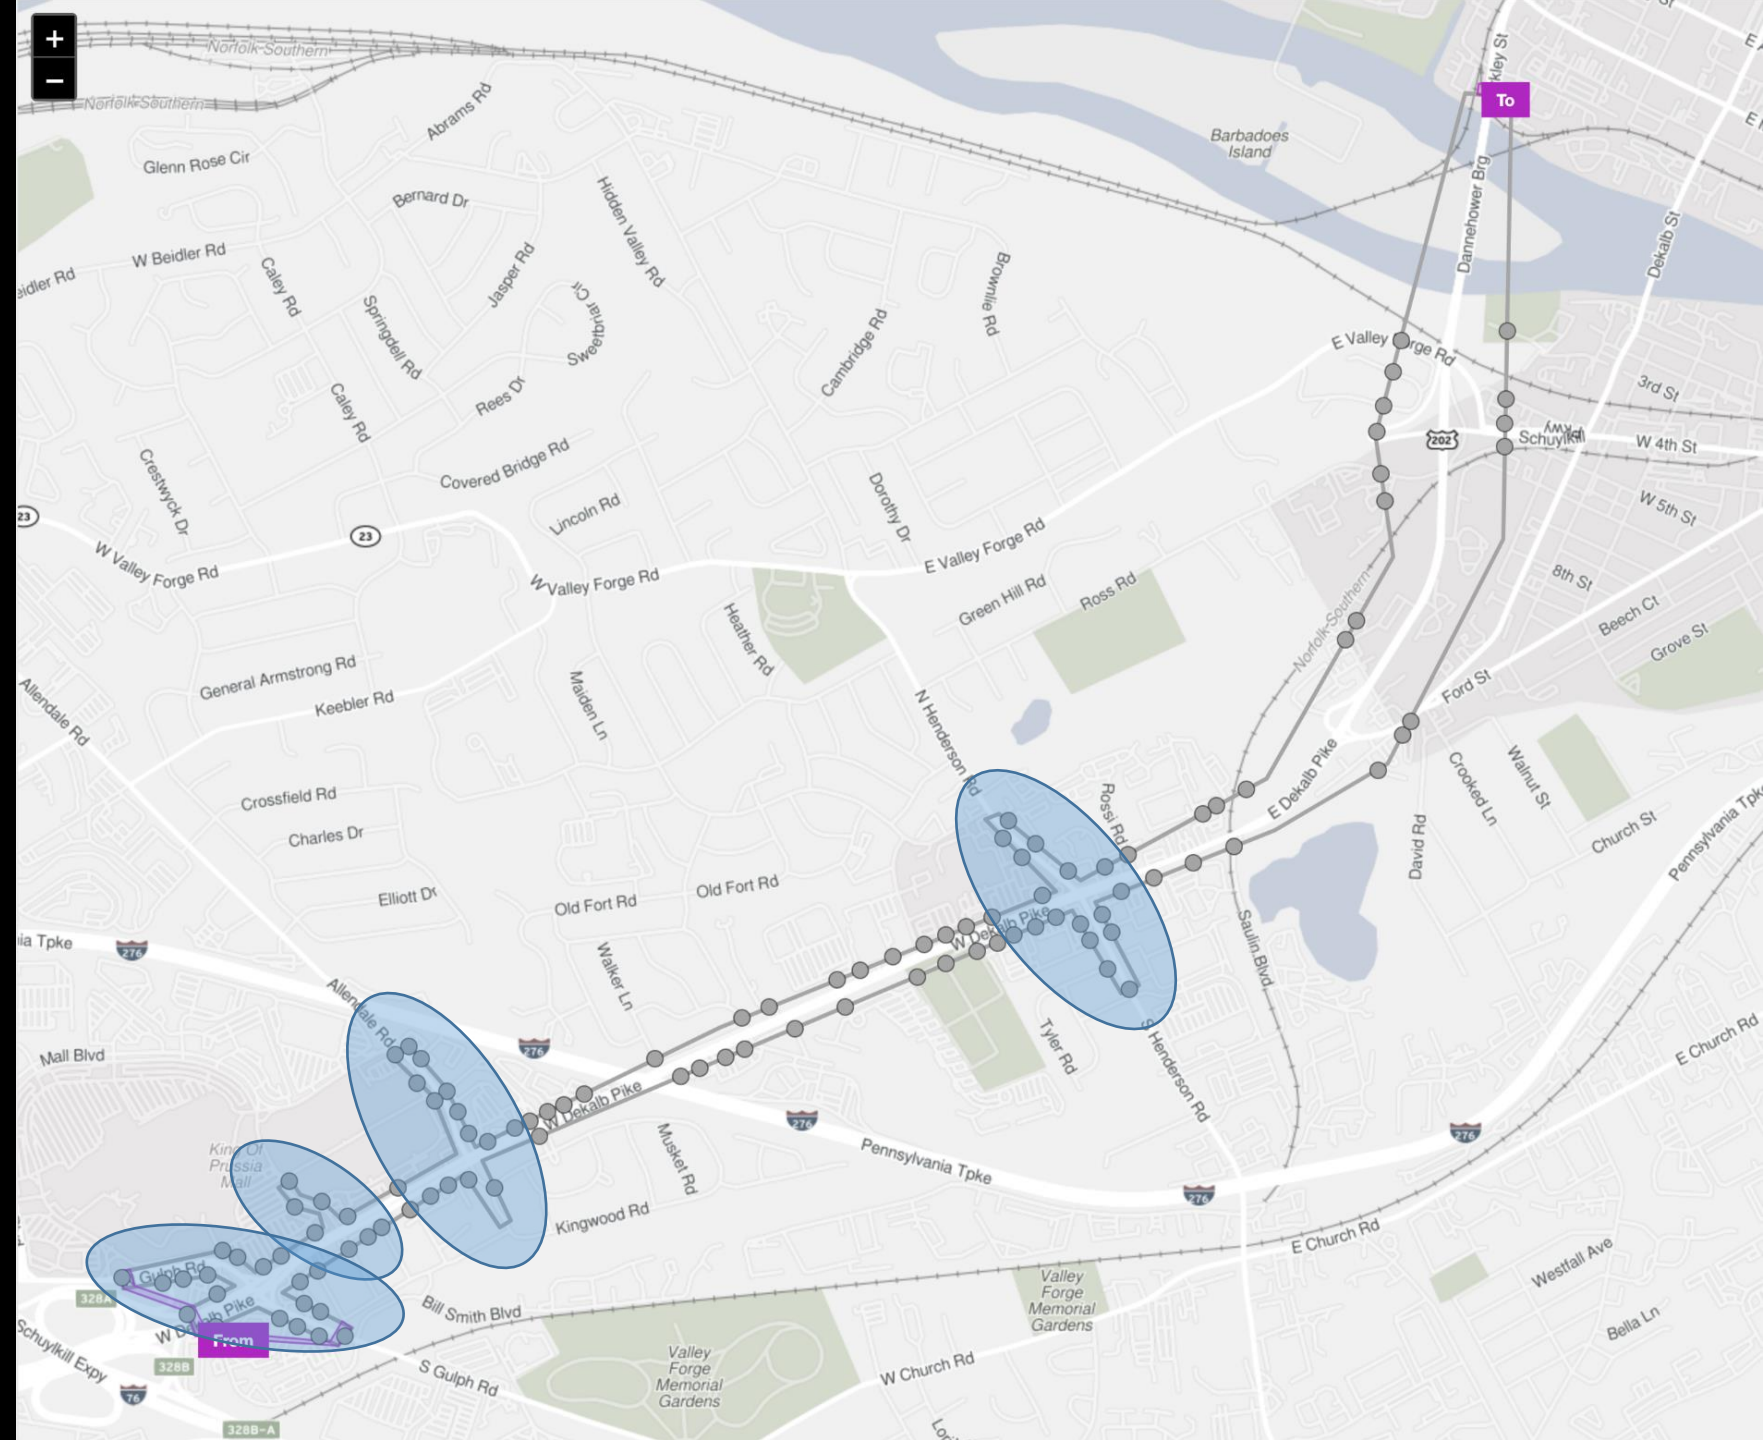 +
−
Norfolk-Southern
Norfolk-Southern
Abrams Rd
Glenn Rose Cir
Bernard Dr
Hidden Valley Rd
W Beidler Rd
eidler Rd
Caley Rd
Jasper Rd
Springdell Rd
Sweetbriar Cir
Brownlie Rd
Cambridge Rd
Rees Dr
Caley Rd
Barbadoes
Island
kley St
To
Dannehower Brg
Dekalb St
E Valley
orge Rd
3rd St
202
Schuylkill
Pkwy
W 4th St
W 5th St
8th St
Beech Ct
Grove St
Ford St
Crestwyck Dr
Covered Bridge Rd
Lincoln Rd
Dorothy Dr
23
23
W Valley Forge Rd
W Valley Forge Rd
E Valley Forge Rd
Green Hill Rd
Ross Rd
Heather Rd
Norfolk-Southern
General Armstrong Rd
Keebler Rd
Maiden Ln
Allendale Rd
N Henderson Rd
Crossfield Rd
Charles Dr
Rossi Rd
E Dekalb Pike
Crooked Ln
Walnut St
David Rd
Church St
Pennsylvania Tpke
Elliott Dr
Old Fort Rd
Old Fort Rd
W Dekalb Pike
Saulin Blvd
ia Tpke
276
Walker Ln
Allendale Rd
Mall Blvd
276
W Dekalb Pike
Tyler Rd
S Henderson Rd
E Church Rd
276
276
Pennsylvania Tpke
Musket Rd
King Of
Prussia
Mall
276
Kingwood Rd
E Church Rd
Westfall Ave
Gulph Rd
328A
W Dekalb Pike
From
Bill Smith Blvd
Valley
Forge
Memorial
Gardens
Bella Ln
Schuylkill Expy
328B
76
S Gulph Rd
Valley
Forge
Memorial
Gardens
W Church Rd
328B-A